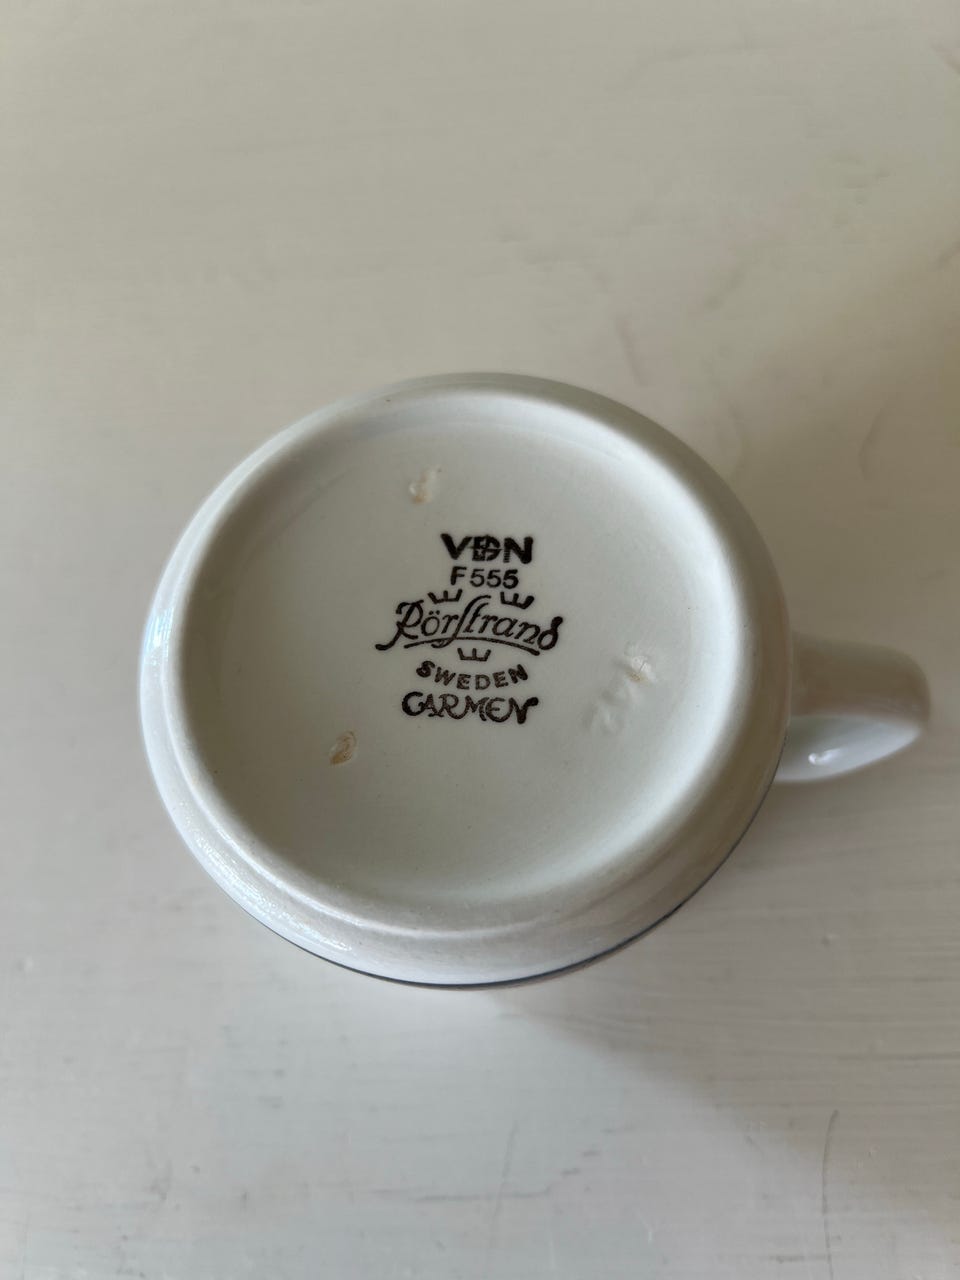 VDN
F555
Rörstrand
SWEDEN
CARMEN